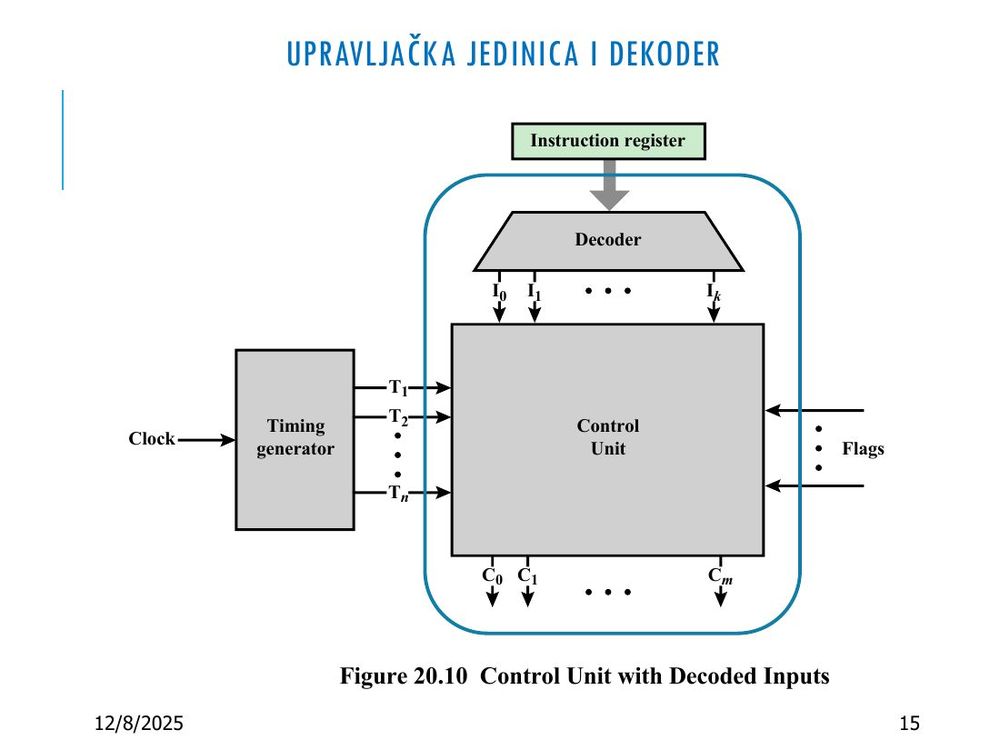 UPRAVLJAČKA JEDINICA I DEKODER
Instruction register
Decoder
I0 I1 • • • Ik
T1
T2
•
•
•
Tn
Clock
Timing
generator
Control
Unit
•
•
•
Flags
C0 C1 • • • Cm
Figure 20.10 Control Unit with Decoded Inputs
12/8/2025
15